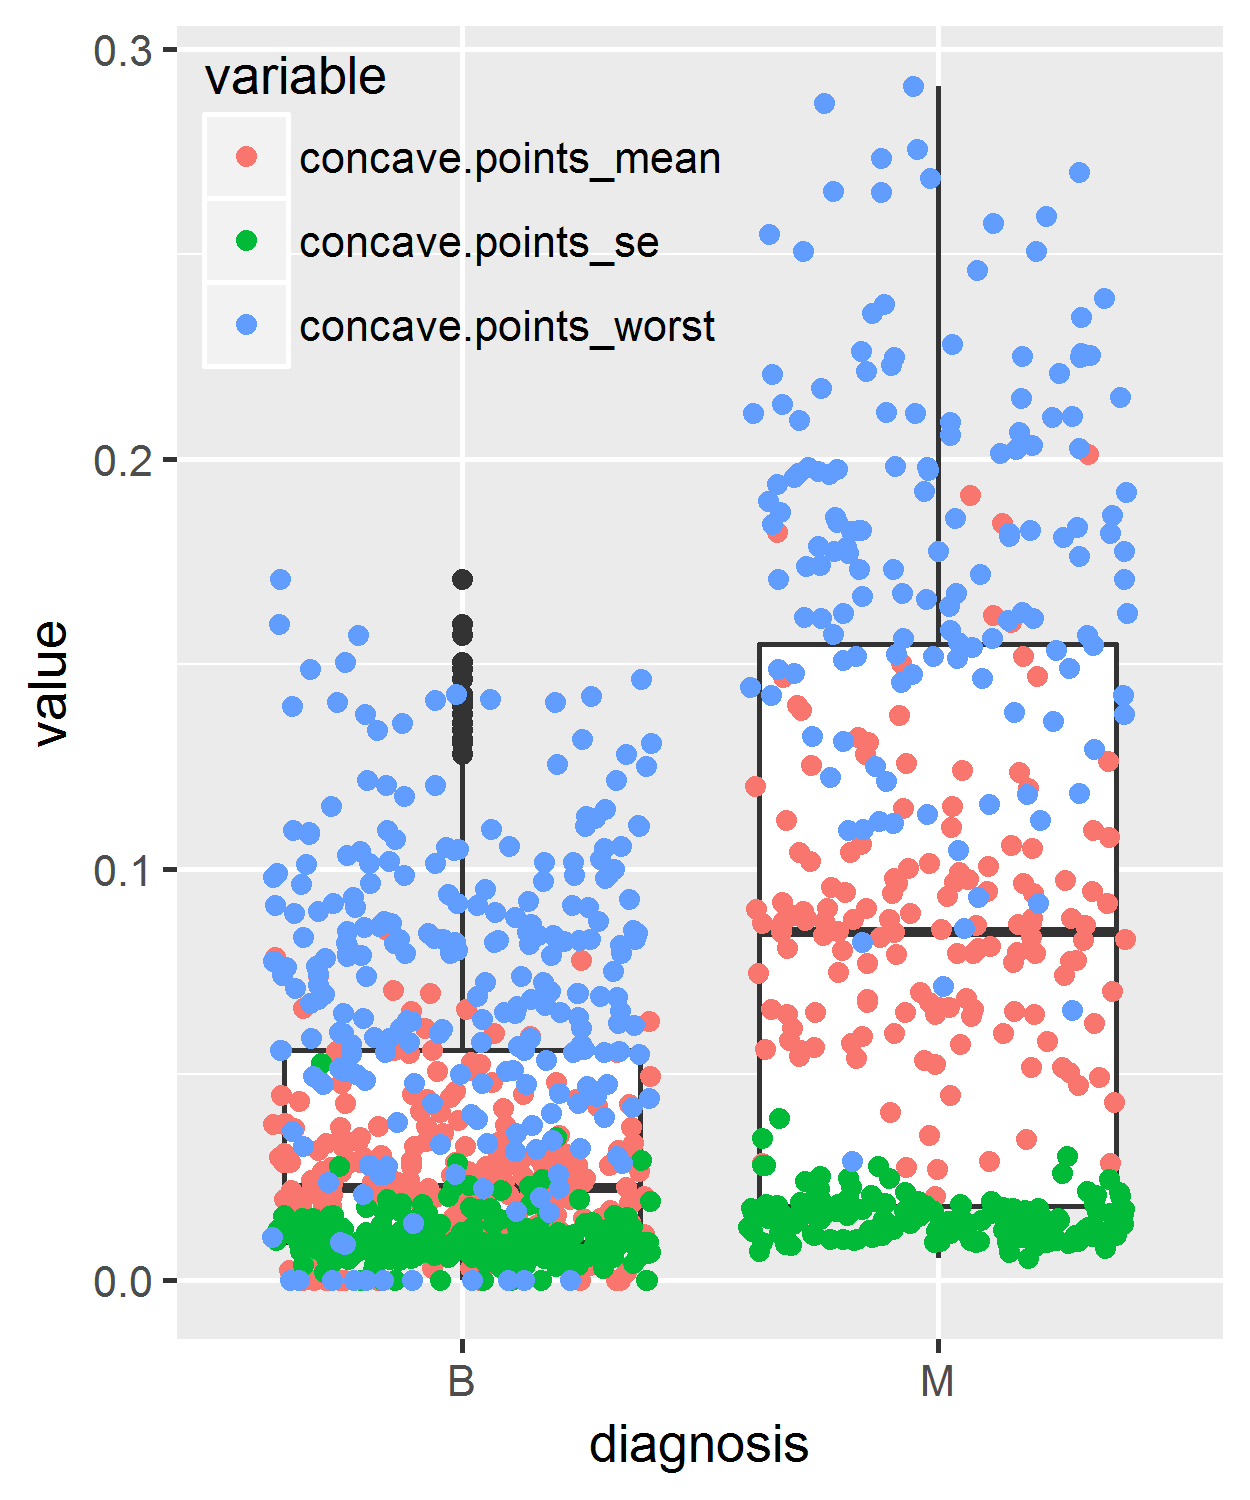 0.3
variable
concave.points_mean
concave.points_se
concave.points_worst
0.2
value
0.1
0.0
B M
diagnosis